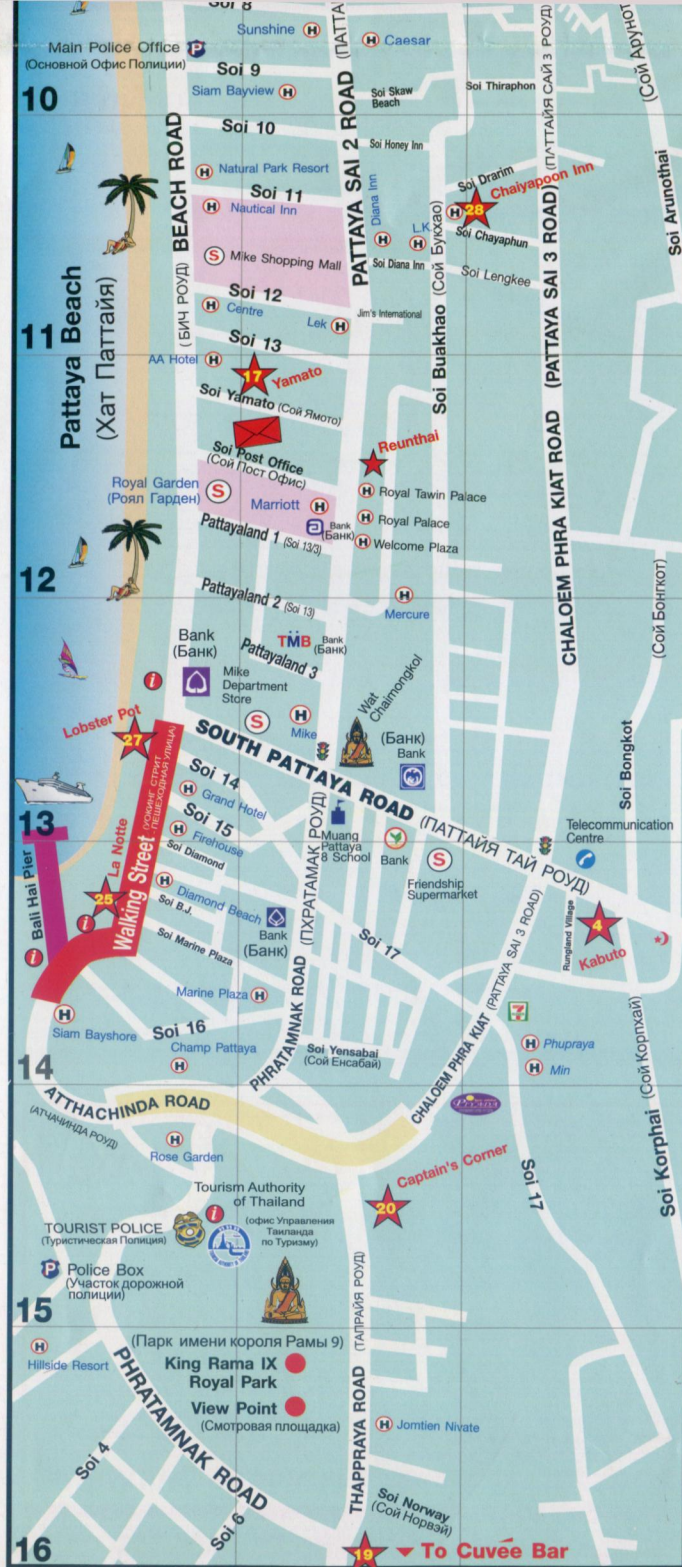 Soi 8
Sunshine
H
(ПАТТА
H
Caesar
Main Police Office
P
(Основной Офис Полиции)
Soi 9
Siam Bayview
H
Soi Skaw
Beach
Soi Thiraphon
(Сой Арунот
10
Soi 10
Soi Honey Inn
BEACH ROAD
(БИЧ РОУД)
PATTAYA SAI 2 ROAD
(ПАТТАЙЯ САЙ 3 РОУД)
H
Natural Park Resort
Soi 11
H
Nautical Inn
Diana Inn
H
L.K.
H
Soi Drarim
Chaiyapoon Inn
H
28
Soi Chayaphun
Soi Arunothai
S
Mike Shopping Mall
Soi Diana Inn
Soi Lengkee
Soi Buakhao (Сой Букхао)
CHALOEM PHRA KIAT ROAD (PATTAYA SAI 3 ROAD)
Soi 12
H
Centre
Lek
H
Jim's International
11
Soi 13
Pattaya Beach
(Хат Паттайя)
AA Hotel
H
17
Yamato
Soi Yamato (Сой Ямото)
Soi Post Office
(Сой Пост Офис)
Reunthai
Royal Garden
(Роял Гарден)
S
Marriott
H
H
Royal Tawin Palace
Bank
(Банк)
H
Royal Palace
Pattayaland 1 (Soi 13/3)
H
Welcome Plaza
12
Pattayaland 2 (Soi 13)
H
Mercure
(Сой Бонгкот)
Bank
(Банк)
TMB
Bank
(Банк)
Pattayaland 3
i
Mike
Department
Store
S
H
Mike
Wat
Chaimongkol
(Банк)
Bank
Soi Bongkot
Lobster Pot
27
SOUTH PATTAYA ROAD (ПАТТАЙЯ ТАЙ РОУД)
Walking Street
(УОКИНГ СТРИТ
ПЕШЕХОДНАЯ УЛИЦА)
Soi 14
H
Grand Hotel
13
Soi 15
H
Firehouse
Soi Diamond
Muang
Pattaya
8 School
Bank
S
Friendship
Supermarket
Telecommunication
Centre
Bali Hai Pier
La Notte
25
i
i
H
Diamond Beach
Soi B.J.
Bank
(Банк)
Soi Marine Plaza
Soi 17
Rungland Village
4
Kabuto
PHRATAMNAK ROAD (ПХРАТАМАК РОУД)
CHALOEM PHRA KIAT (PATTAYA SAI 3 ROAD)
Marine Plaza
H
7
H
Siam Bayshore
Soi 16
Champ Pattaya
H
Soi Yensabai
(Сой Енсабай)
H
Phupraya
H
Min
14
ATTHACHINDA ROAD
(АТЧАЧИНДА РОУД)
H
Rose Garden
Captain's Corner
20
Soi 17
Soi Korphai (Сой Корпхай)
Tourism Authority
of Thailand
i
(офис Управления
Таиланда
по Туризму)
TOURIST POLICE
(Туристическая Полиция)
P
Police Box
(Участок дорожной
полиции)
15
H
Hillside Resort
(Парк имени короля Рамы 9)
King Rama IX
Royal Park
View Point
(Смотровая площадка)
THAPPRAYA ROAD (ТАПРАЙЯ РОУД)
H
Jomtien Nivate
PHRATAMNAK ROAD
Soi 4
Soi 6
Soi Norway
(Сой Норвэй)
16
19
To Cuvée Bar